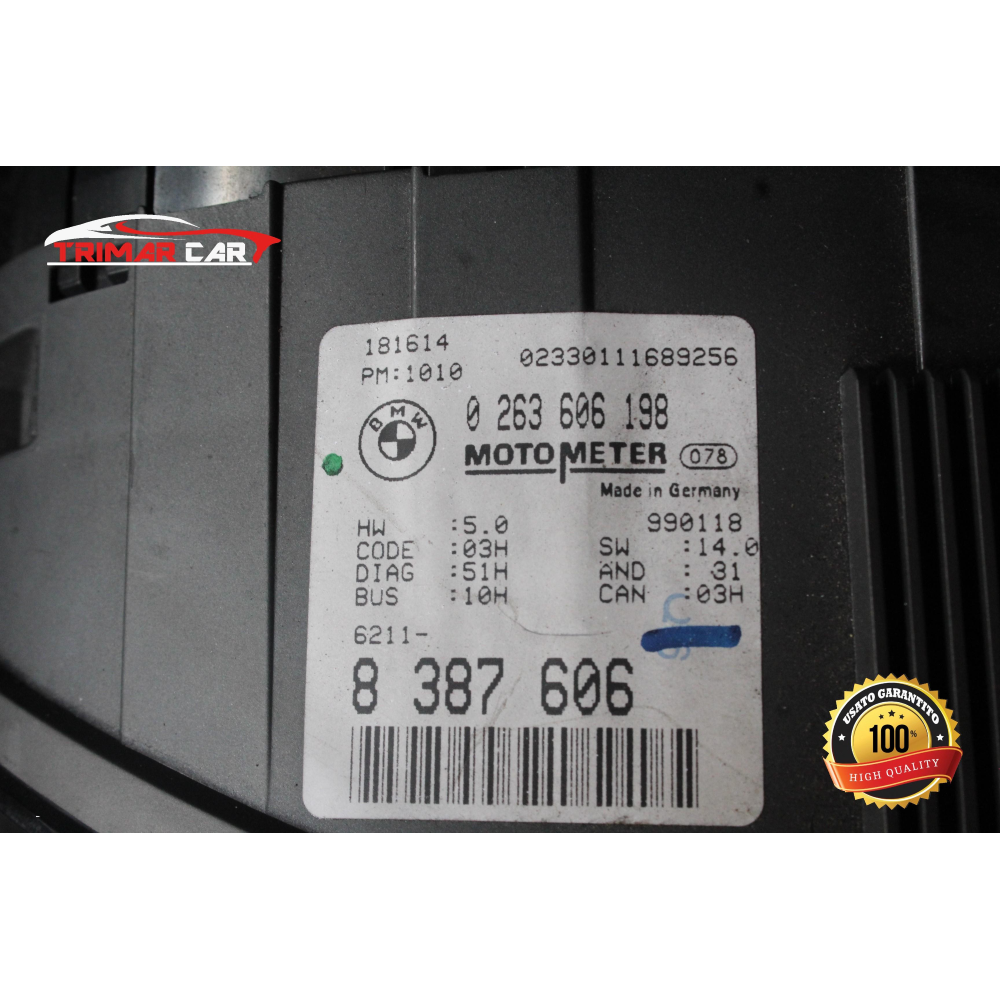 TRIMAR CAR
181614
02330111689256
PM:1010
BMW
0 263 606 198
MOTOMETER 078
Made in Germany
990118
HW :5.0
CODE :03H
SW :14.0
DIAG :51H
AND : 31
BUS :10H
CAN :03H
6211-
8 387 606
USATO GARANTITO
100%
HIGH QUALITY